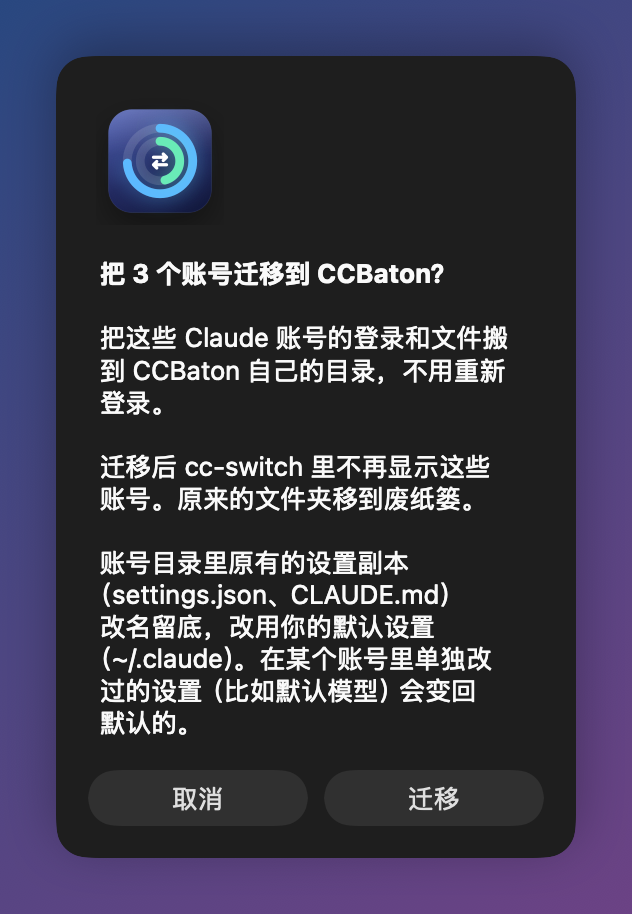 把 3 个账号迁移到 CCBaton?
把这些 Claude 账号的登录和文件搬
到 CCBaton 自己的目录，不用重新
登录。
迁移后 cc-switch 里不再显示这些
账号。原来的文件夹移到废纸篓。
账号目录里原有的设置副本
（settings.json、CLAUDE.md）
改名留底，改用你的默认设置
（~/.claude）。在某个账号里单独改
过的设置（比如默认模型）会变回
默认的。
取消
迁移